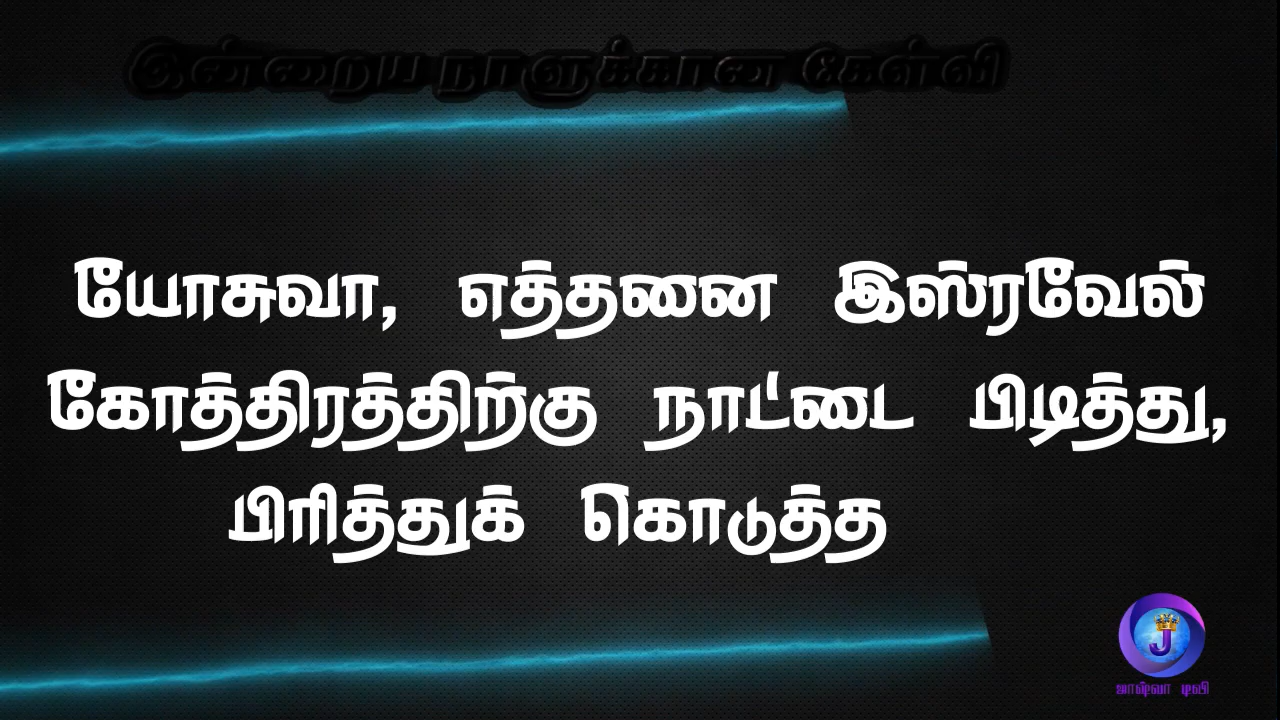 இன்றைய நாளுக்கான கேள்வி
யோசுவா, எத்தனை இஸ்ரவேல்
கோத்திரத்திற்கு நாட்டை பிடித்து,
பிரித்துக் கொடுத்த
J
ஜாஷ்வா டிவி